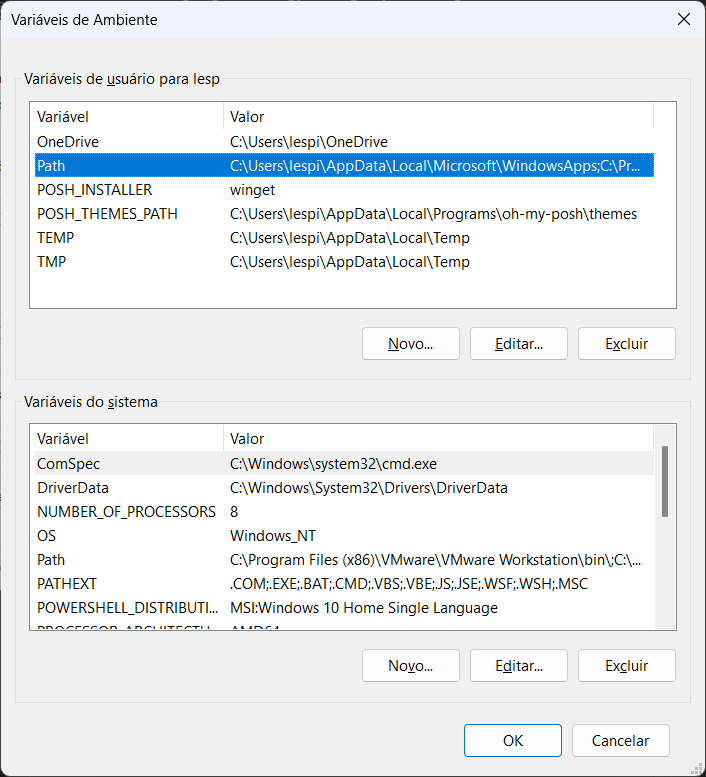 Variáveis de Ambiente
Variáveis de usuário para lesp
Variável Valor
OneDrive C:\Users\lespi\OneDrive
Path C:\Users\lespi\AppData\Local\Microsoft\WindowsApps;C:\Pr...
POSH_INSTALLER winget
POSH_THEMES_PATH C:\Users\lespi\AppData\Local\Programs\oh-my-posh\themes
TEMP C:\Users\lespi\AppData\Local\Temp
TMP C:\Users\lespi\AppData\Local\Temp
Novo... Editar... Excluir
Variáveis do sistema
Variável Valor
ComSpec C:\Windows\system32\cmd.exe
DriverData C:\Windows\System32\Drivers\DriverData
NUMBER_OF_PROCESSORS 8
OS Windows_NT
Path C:\Program Files (x86)\VMware\VMware Workstation\bin\;C:\...
PATHEXT .COM;.EXE;.BAT;.CMD;.VBS;.VBE;.JS;.JSE;.WSF;.WSH;.MSC
POWERSHELL_DISTRIBUTI... MSI:Windows 10 Home Single Language
PROCESSOR_ARCHITECTU... AMD64
Novo... Editar... Excluir
OK Cancelar